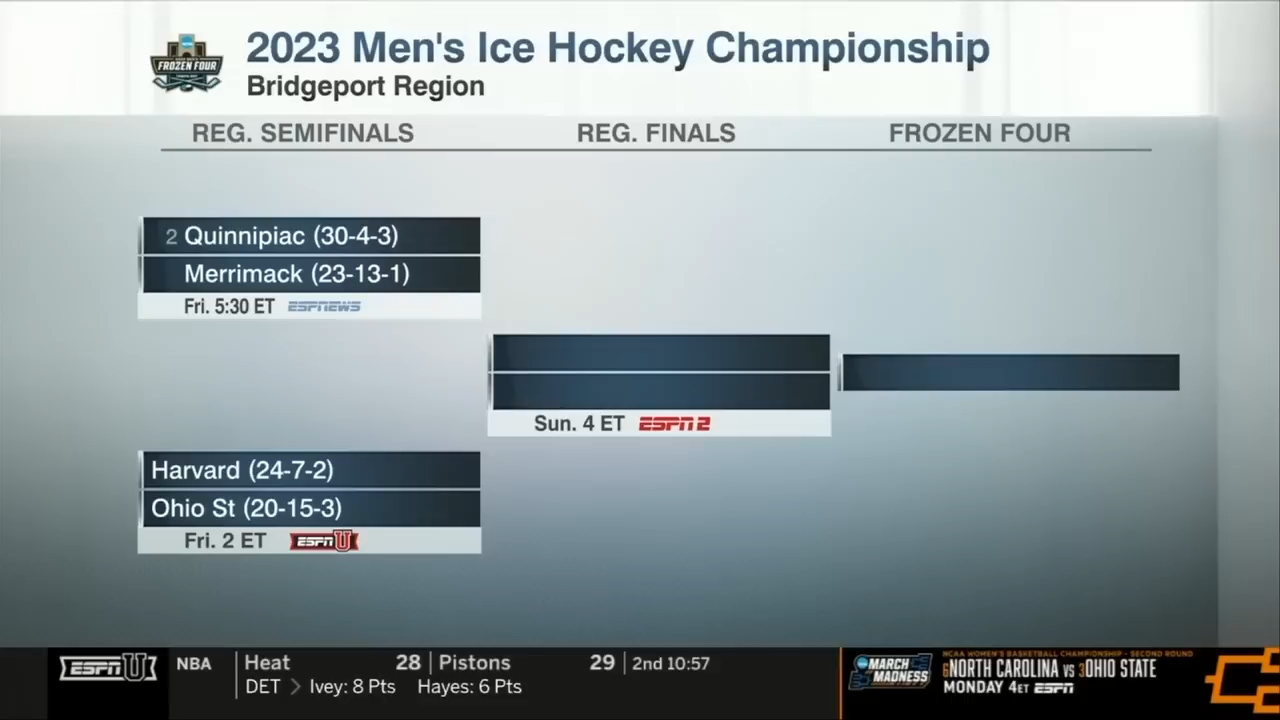 2023 Men's Ice Hockey Championship
FROZEN FOUR
Bridgeport Region
REG. SEMIFINALS REG. FINALS FROZEN FOUR
2 Quinnipiac (30-4-3)
Merrimack (23-13-1)
Fri. 5:30 ET ESPNEWS
Sun. 4 ET ESPN2
Harvard (24-7-2)
Ohio St (20-15-3)
Fri. 2 ET ESPNU
ESPNU NBA Heat 28 Pistons 29 2nd 10:57
DET > Ivey: 8 Pts Hayes: 6 Pts
MARCH MADNESS
NCAA WOMEN'S BASKETBALL CHAMPIONSHIP - SECOND ROUND
6 NORTH CAROLINA VS 3 OHIO STATE
MONDAY 4ET ESPN